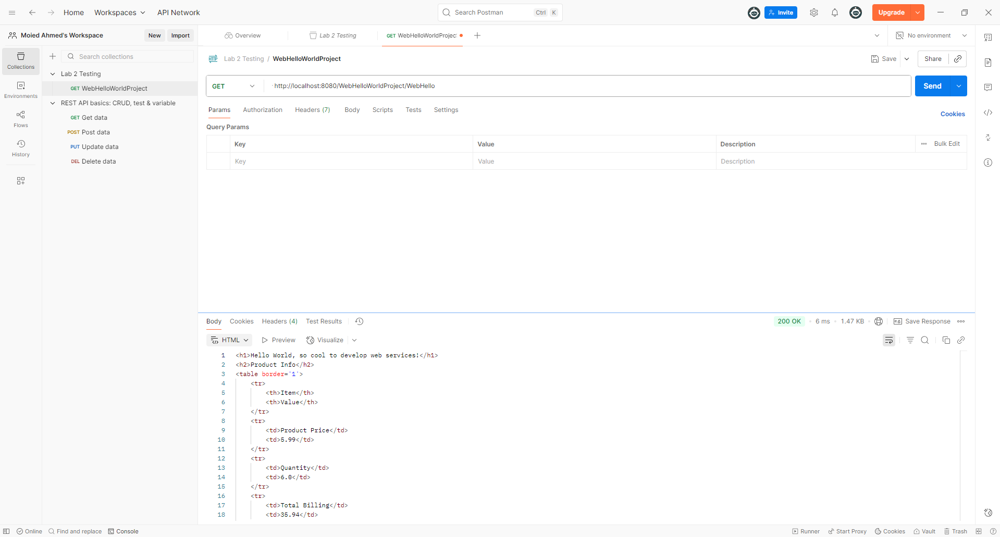 Home Workspaces API Network Search Postman Ctrl K Invite Upgrade
Moied Ahmed's Workspace New Import
Overview Lab 2 Testing GET WebHelloWorldProjec No environment
Collections
Environments
Flows
History
Search collections
Lab 2 Testing
GET WebHelloWorldProject
REST API basics: CRUD, test & variable
GET Get data
POST Post data
PUT Update data
DEL Delete data
HTTP Lab 2 Testing / WebHelloWorldProject Save Share
GET http://localhost:8080/WebHelloWorldProject/WebHello Send
Params Authorization Headers (7) Body Scripts Tests Settings Cookies
Query Params
Key Value Description Bulk Edit
Key Value Description
Body Cookies Headers (4) Test Results 200 OK 6 ms 1.47 KB e.g. Save Response
HTML Preview Visualize
1 <h1>Hello World, so cool to develop web services!</h1>
2 <h2>Product Info</h2>
3 <table border='1'>
4 <tr>
5 <th>Item</th>
6 <th>Value</th>
7 </tr>
8 <tr>
9 <td>Product Price</td>
10 <td>5.99</td>
11 </tr>
12 <tr>
13 <td>Quantity</td>
14 <td>6.0</td>
15 </tr>
16 <tr>
17 <td>Total Billing</td>
18 <td>35.94</td>
Online Find and replace Console Runner Start Proxy Cookies Vault Trash